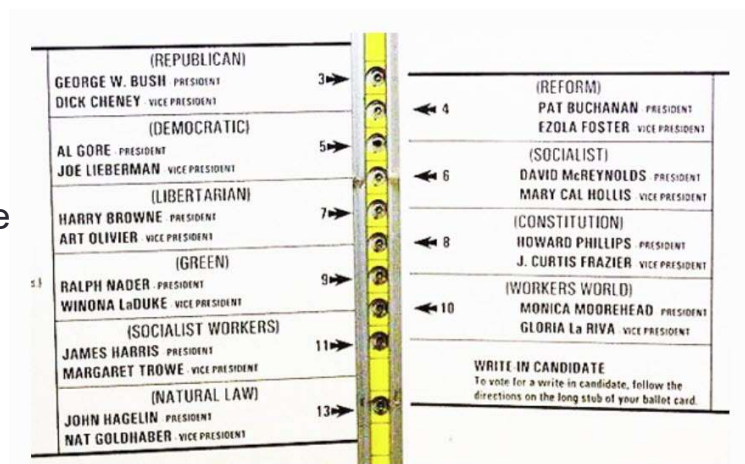 (REPUBLICAN)
GEORGE W. BUSH · PRESIDENT 3
DICK CHENEY · VICE PRESIDENT
(DEMOCRATIC)
AL GORE · PRESIDENT 5
JOE LIEBERMAN · VICE PRESIDENT
(LIBERTARIAN)
HARRY BROWNE · PRESIDENT 7
ART OLIVIER · VICE PRESIDENT
(GREEN)
RALPH NADER · PRESIDENT 9
WINONA LaDUKE · VICE PRESIDENT
(SOCIALIST WORKERS)
JAMES HARRIS · PRESIDENT 11
MARGARET TROWE · VICE PRESIDENT
(NATURAL LAW)
JOHN HAGELIN · PRESIDENT 13
NAT GOLDHABER · VICE PRESIDENT
(REFORM)
4 PAT BUCHANAN · PRESIDENT
EZOLA FOSTER · VICE PRESIDENT
(SOCIALIST)
6 DAVID McREYNOLDS · PRESIDENT
MARY CAL HOLLIS · VICE PRESIDENT
(CONSTITUTION)
8 HOWARD PHILLIPS · PRESIDENT
J. CURTIS FRAZIER · VICE PRESIDENT
(WORKERS WORLD)
10 MONICA MOOREHEAD · PRESIDENT
GLORIA La RIVA · VICE PRESIDENT
WRITE-IN CANDIDATE
To vote for a write-in candidate, follow the
directions on the long stub of your ballot card.